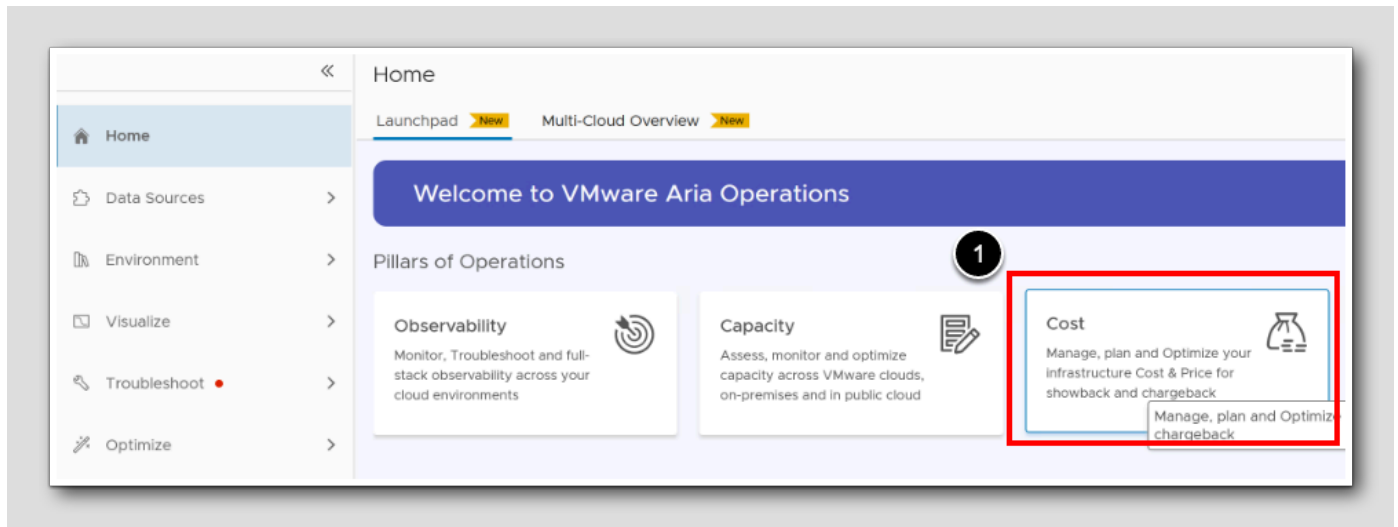 Home
Data Sources
Environment
Visualize
Troubleshoot
Optimize
Home
Launchpad New Multi-Cloud Overview New
Welcome to VMware Aria Operations
1
Pillars of Operations
Observability
Monitor, Troubleshoot and full-
stack observability across your
cloud environments
Capacity
Assess, monitor and optimize
capacity across VMware clouds,
on-premises and in public cloud
Cost
Manage, plan and Optimize your
infrastructure Cost & Price for
showback and chargeback
Manage, plan and Optimize
chargeback